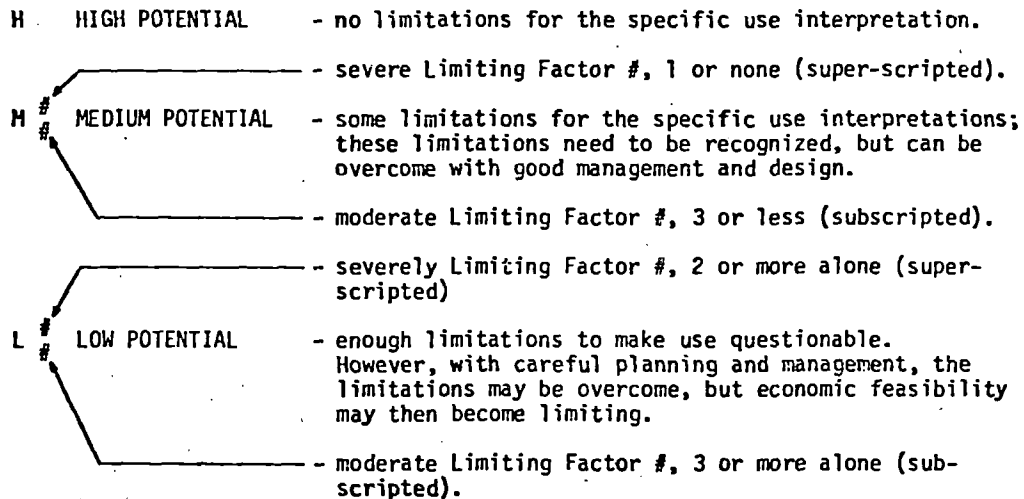 H HIGH POTENTIAL - no limitations for the specific use interpretation.
- severe Limiting Factor #, 1 or none (super-scripted).
#
M # MEDIUM POTENTIAL - some limitations for the specific use interpretations;
these limitations need to be recognized, but can be
overcome with good management and design.
- moderate Limiting Factor #, 3 or less (subscripted).
- severely Limiting Factor #, 2 or more alone (super-
scripted)
#
L # LOW POTENTIAL - enough limitations to make use questionable.
However, with careful planning and management, the
limitations may be overcome, but economic feasibility
may then become limiting.
- moderate Limiting Factor #, 3 or more alone (sub-
scripted).